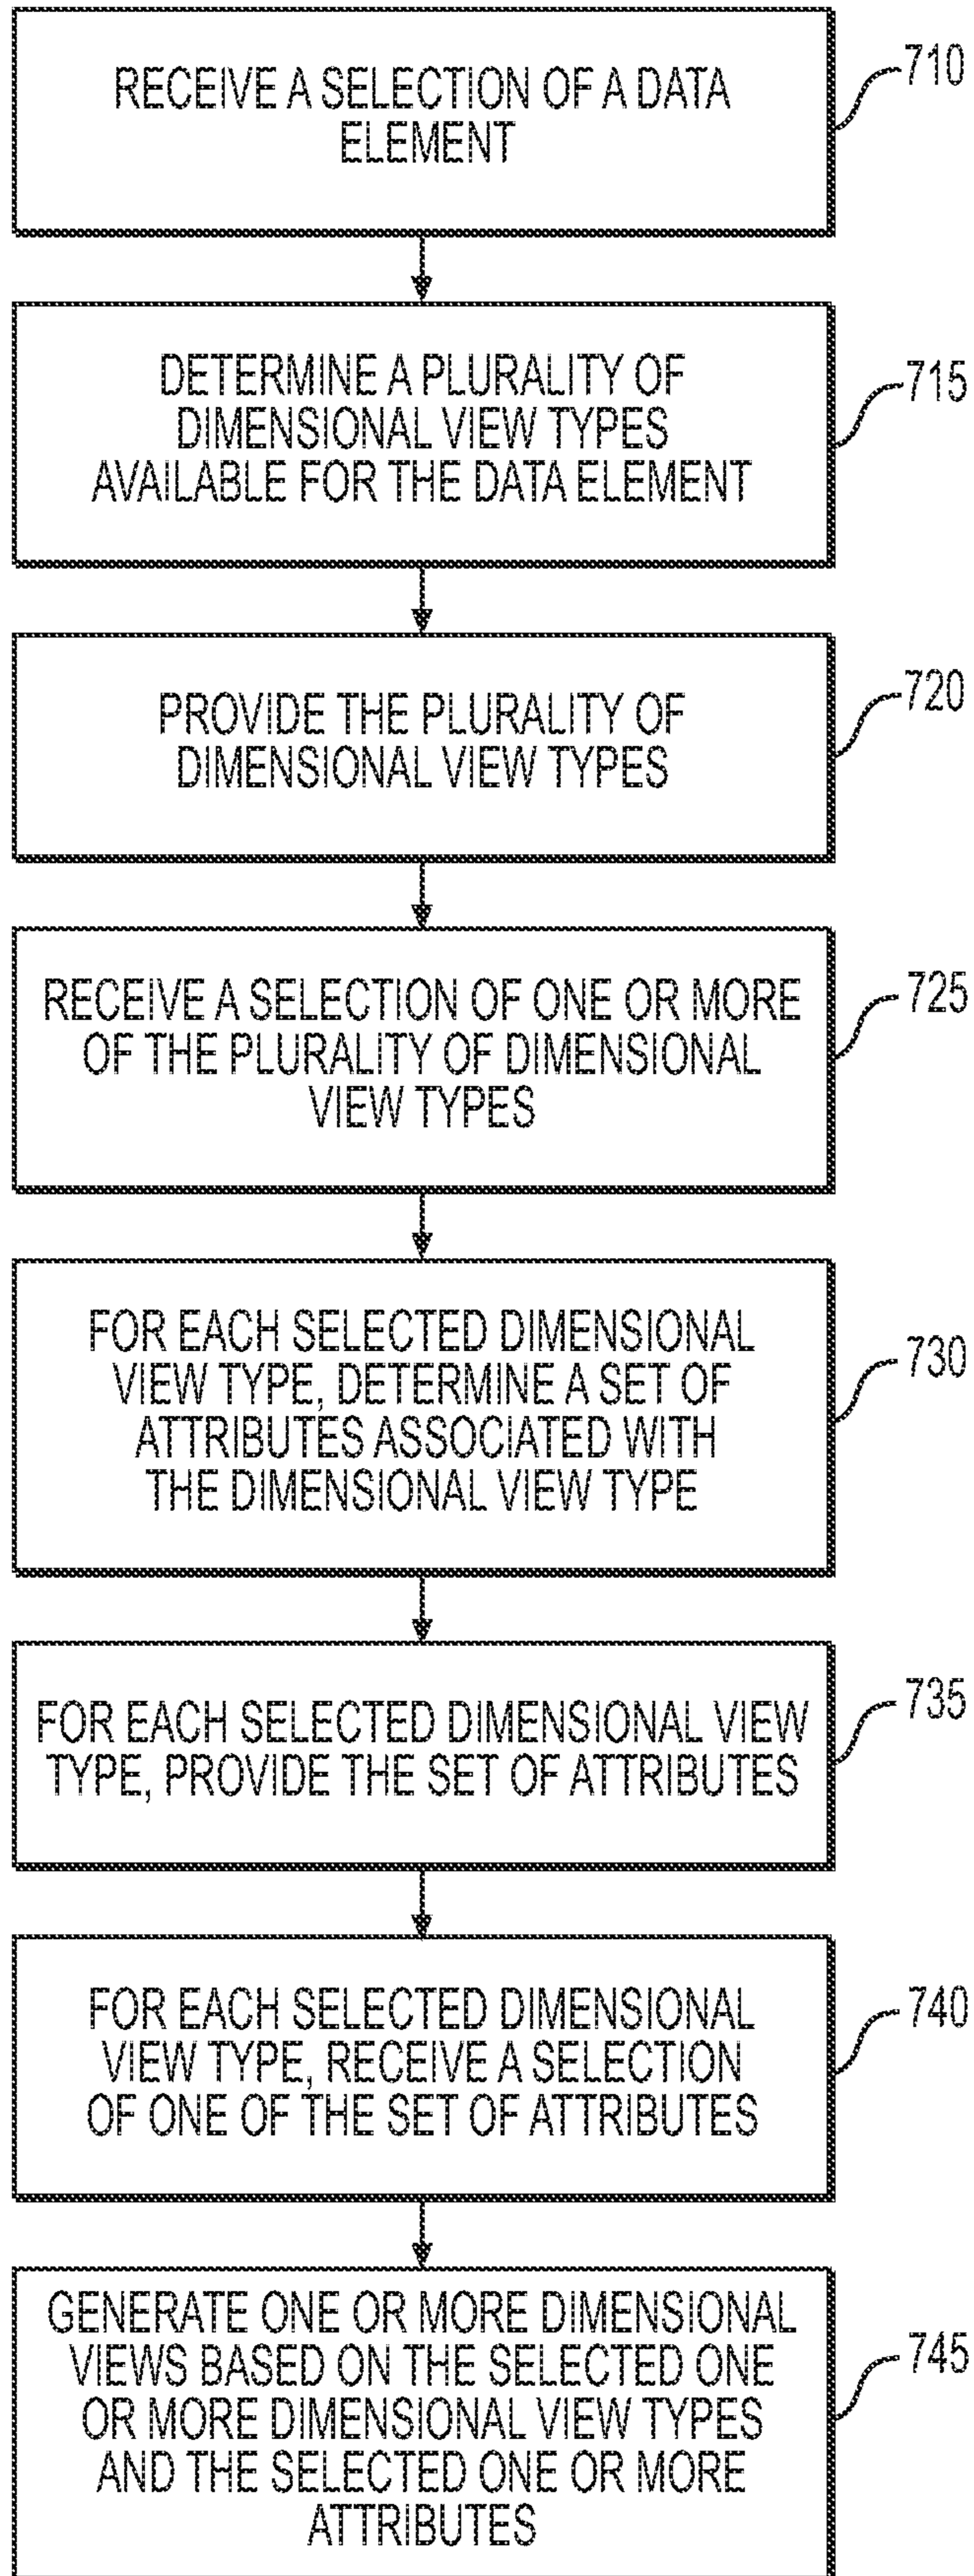 RECEIVE A SELECTION OF A DATA
ELEMENT
710
DETERMINE A PLURALITY OF
DIMENSIONAL VIEW TYPES
AVAILABLE FOR THE DATA ELEMENT
715
PROVIDE THE PLURALITY OF
DIMENSIONAL VIEW TYPES
720
RECEIVE A SELECTION OF ONE OR MORE
OF THE PLURALITY OF DIMENSIONAL
VIEW TYPES
725
FOR EACH SELECTED DIMENSIONAL
VIEW TYPE, DETERMINE A SET OF
ATTRIBUTES ASSOCIATED WITH
THE DIMENSIONAL VIEW TYPE
730
FOR EACH SELECTED DIMENSIONAL VIEW
TYPE, PROVIDE THE SET OF ATTRIBUTES
735
FOR EACH SELECTED DIMENSIONAL
VIEW TYPE, RECEIVE A SELECTION
OF ONE OF THE SET OF ATTRIBUTES
740
GENERATE ONE OR MORE DIMENSIONAL
VIEWS BASED ON THE SELECTED ONE
OR MORE DIMENSIONAL VIEW TYPES
AND THE SELECTED ONE OR MORE
ATTRIBUTES
745